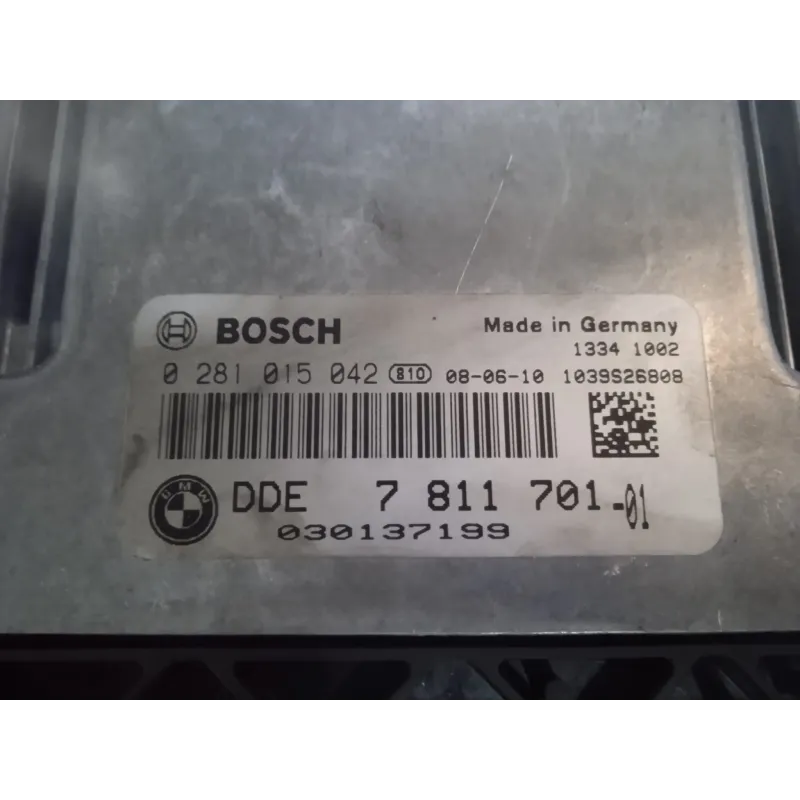 BOSCH
Made in Germany
1334 1002
0 281 015 042 810 08-06-10 1039S26808
BMW
DDE 7 811 701-01
030137199